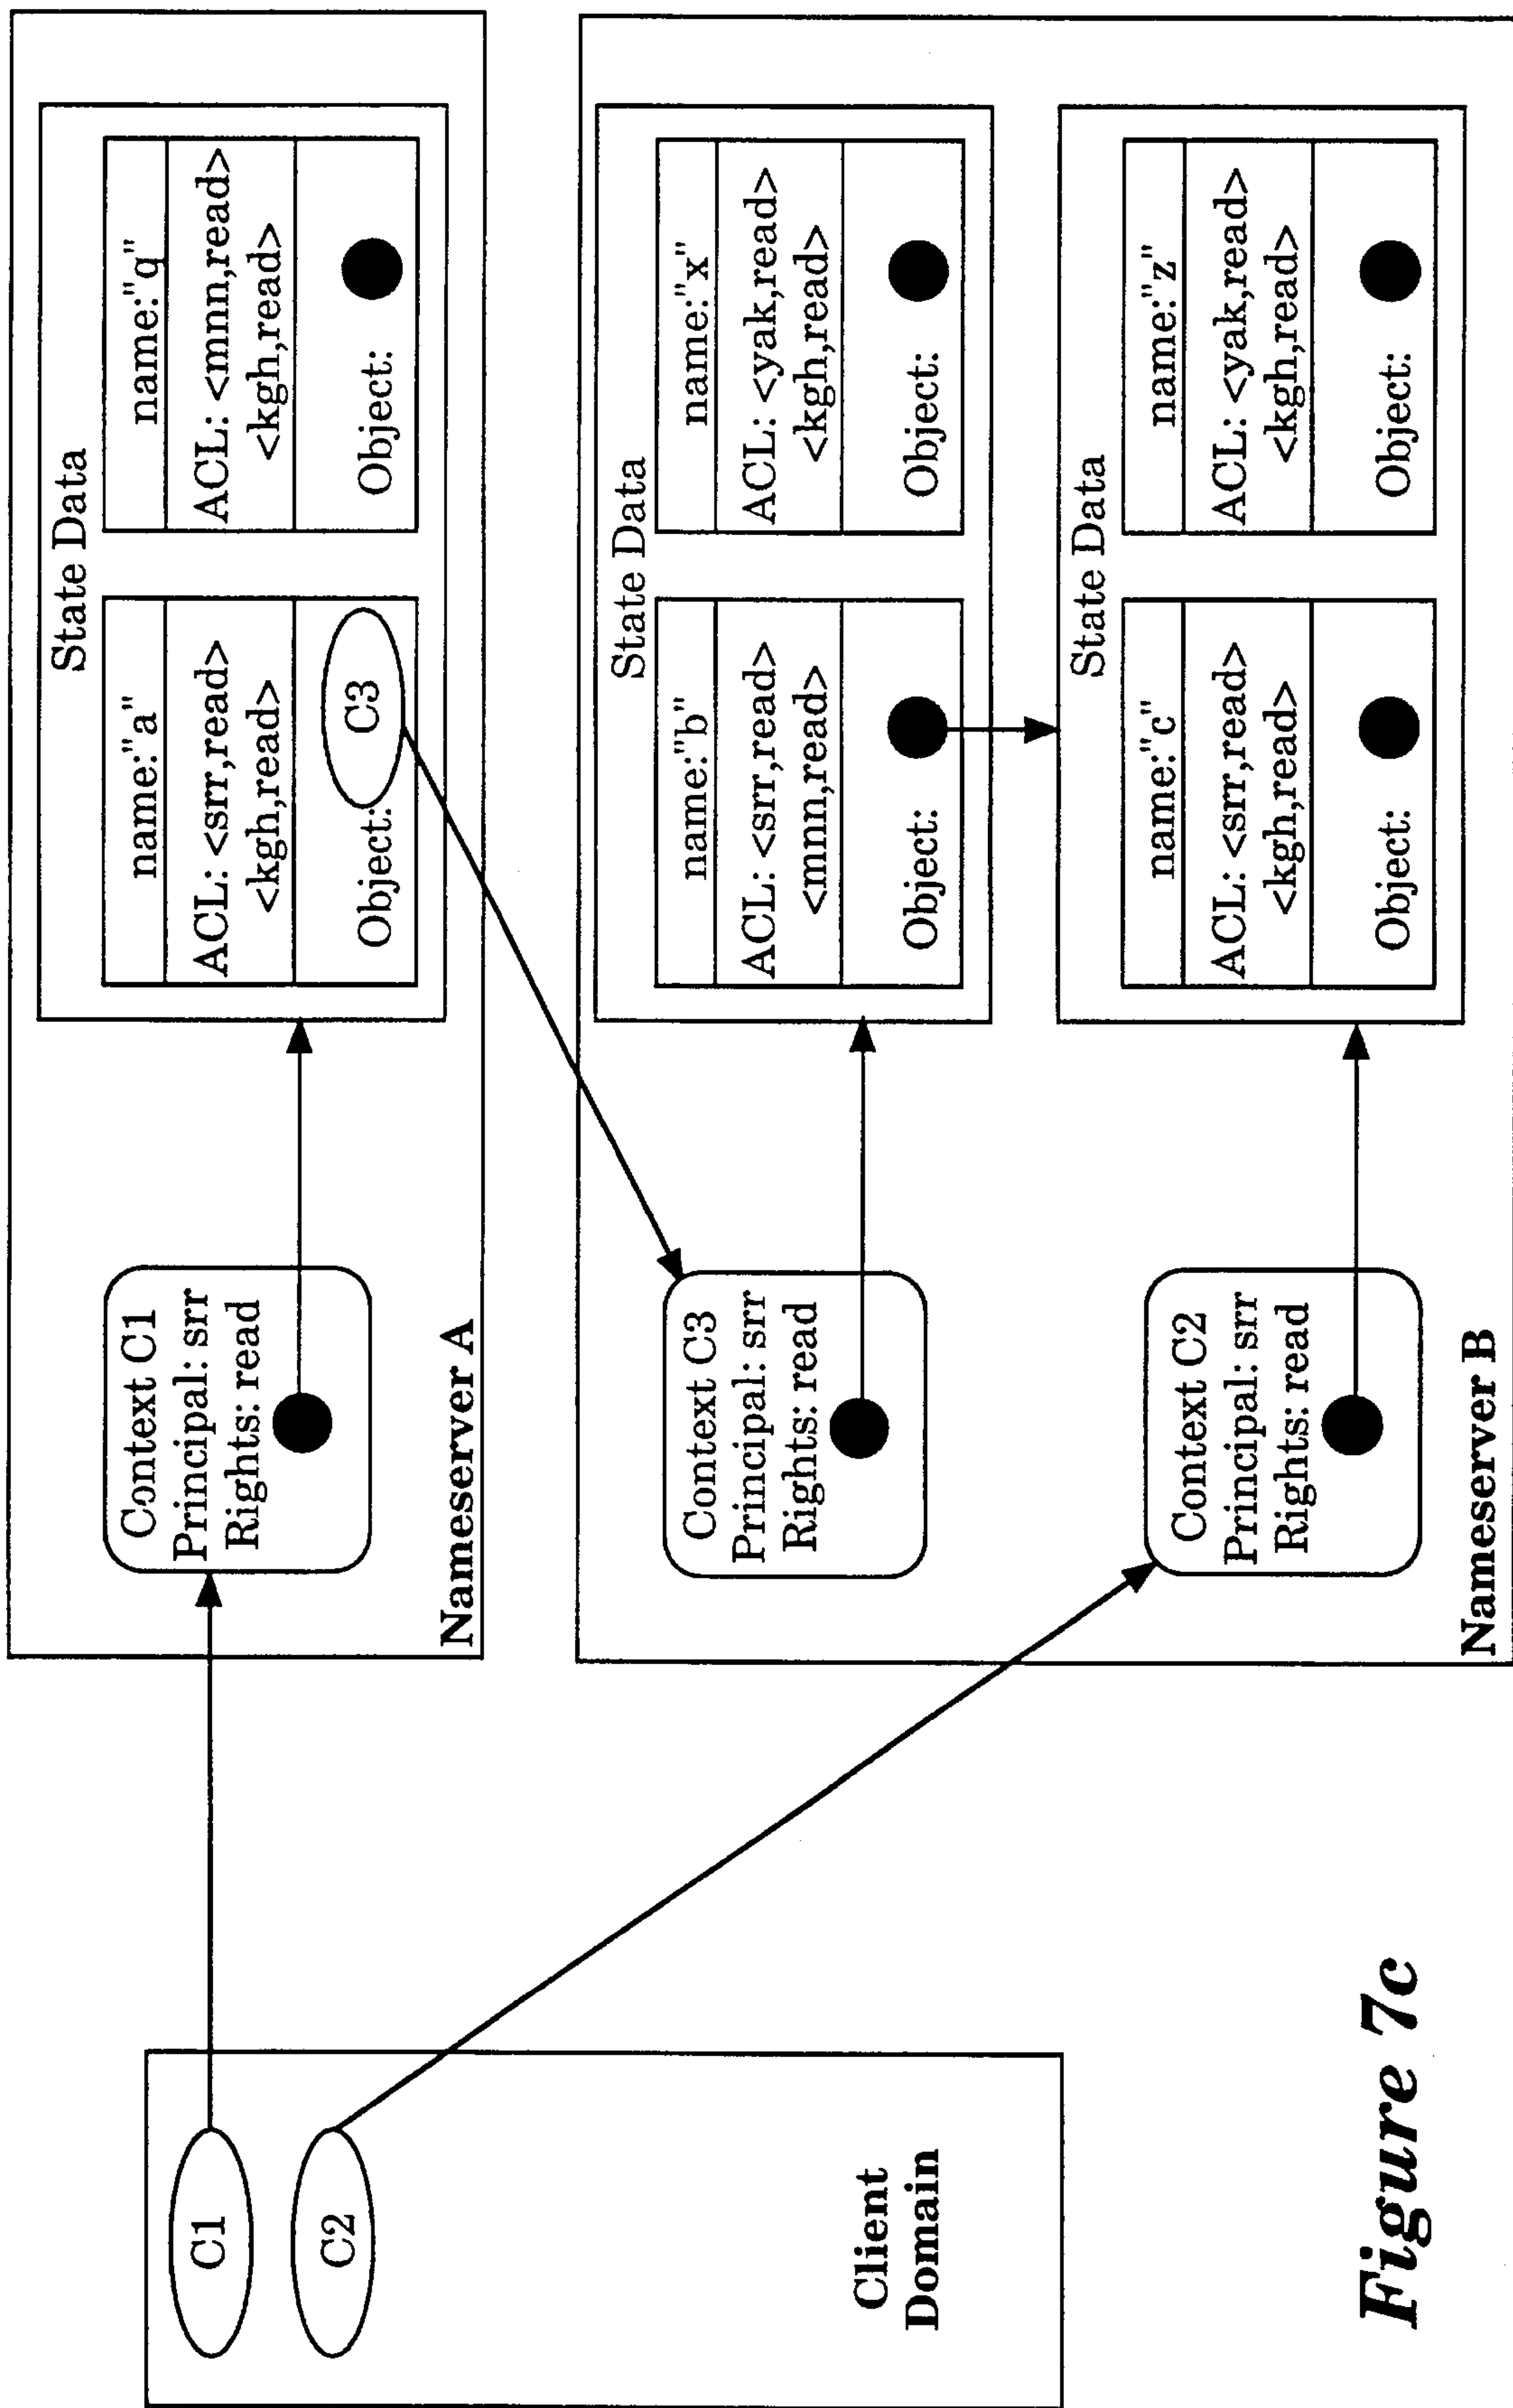 C1
C2
Client
Domain
Context C1
Principal: srr
Rights: read
Nameserver A
State Data
name:"a"
ACL: <srr,read>
<kgh,read>
Object:
C3
name:"q"
ACL: <mnn,read>
<kgh,read>
Object:
Context C3
Principal: srr
Rights: read
State Data
name:"b"
ACL: <srr,read>
<mnn,read>
Object:
name:"x"
ACL: <yak,read>
<kgh,read>
Object:
Context C2
Principal: srr
Rights: read
Nameserver B
State Data
name:"c"
ACL: <srr,read>
<kgh,read>
Object:
name:"z"
ACL: <yak,read>
<kgh,read>
Object:
Figure 7c